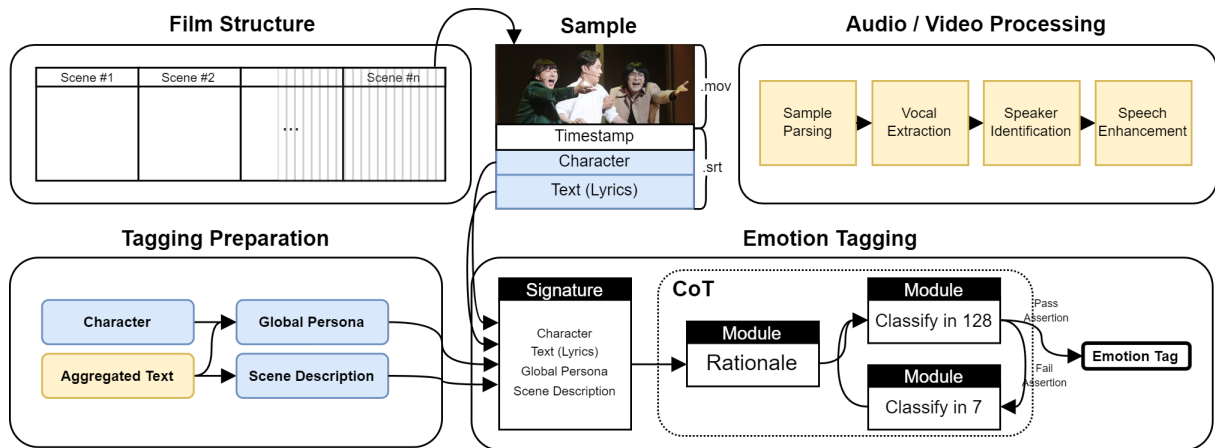 Film Structure
Scene #1
Scene #2
...
Scene #n
Sample
.mov
Timestamp
Character
Text (Lyrics)
.srt
Audio / Video Processing
Sample
Parsing
Vocal
Extraction
Speaker
Identification
Speech
Enhancement
Tagging Preparation
Character
Global Persona
Aggregated Text
Scene Description
Emotion Tagging
Signature
Character
Text (Lyrics)
Global Persona
Scene Description
CoT
Module
Rationale
Module
Classify in 128
Module
Classify in 7
Pass
Assertion
Fail
Assertion
Emotion Tag